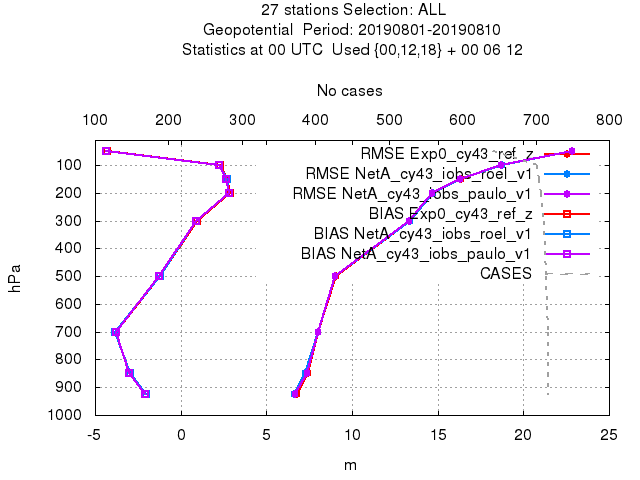 27 stations Selection: ALL
Geopotential  Period: 20190801-20190810
Statistics at 00 UTC  Used {00,12,18} + 00 06 12
No cases
100 200 300 400 500 600 700 800
RMSE Exp0_cy43_ref_z
RMSE NetA_cy43_iobs_roel_v1
RMSE NetA_cy43_iobs_paulo_v1
BIAS Exp0_cy43_ref_z
BIAS NetA_cy43_iobs_roel_v1
BIAS NetA_cy43_iobs_paulo_v1
CASES
100
200
300
400
500
600
700
800
900
1000
hPa
-5 0 5 10 15 20 25
m